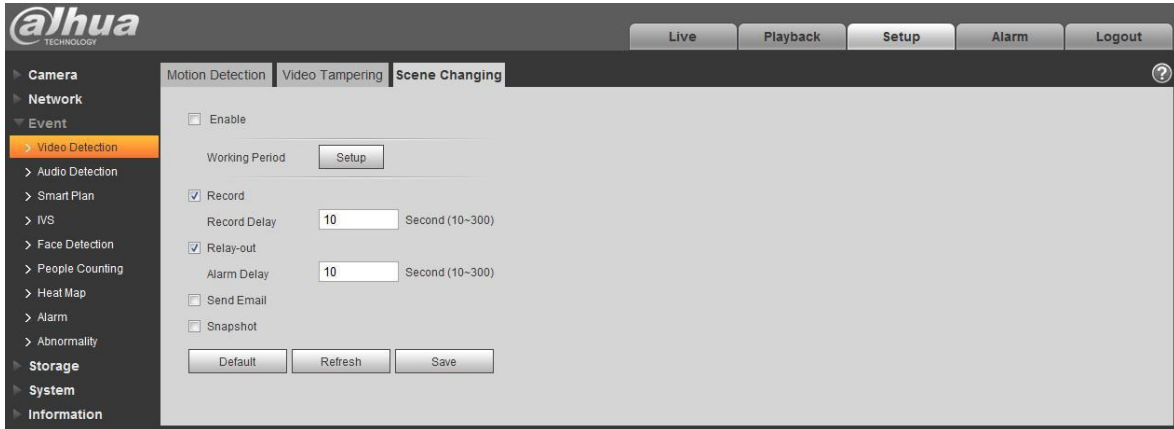 alhua
TECHNOLOGY
Live Playback Setup Alarm Logout
Camera
Network
Event
Video Detection
Audio Detection
Smart Plan
IVS
Face Detection
People Counting
Heat Map
Alarm
Abnormality
Storage
System
Information
Motion Detection Video Tampering Scene Changing
?
Enable
Working Period Setup
Record
Record Delay 10 Second (10~300)
Relay-out
Alarm Delay 10 Second (10~300)
Send Email
Snapshot
Default Refresh Save